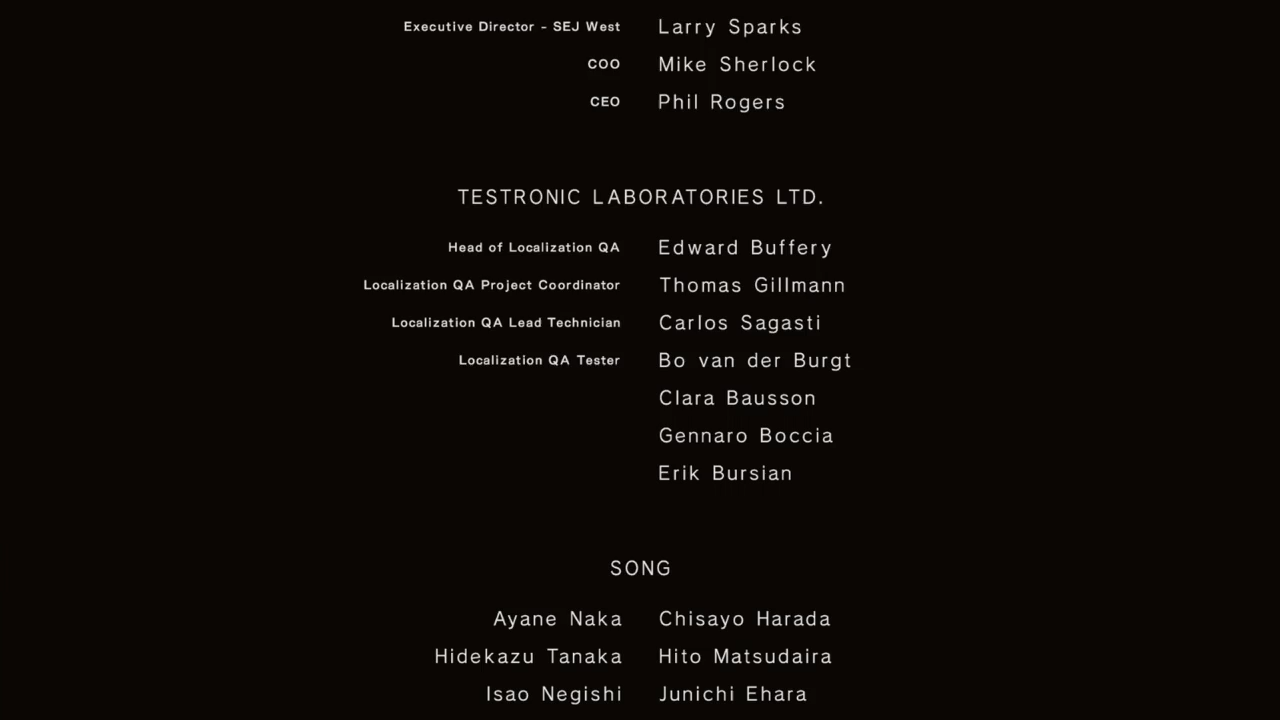 Executive Director - SEJ West Larry Sparks
COO Mike Sherlock
CEO Phil Rogers
TESTRONIC LABORATORIES LTD.
Head of Localization QA Edward Buffery
Localization QA Project Coordinator Thomas Gillmann
Localization QA Lead Technician Carlos Sagasti
Localization QA Tester Bo van der Burgt
Clara Bausson
Gennaro Boccia
Erik Bursian
SONG
Ayane Naka Chisayo Harada
Hidekazu Tanaka Hito Matsudaira
Isao Negishi Junichi Ehara